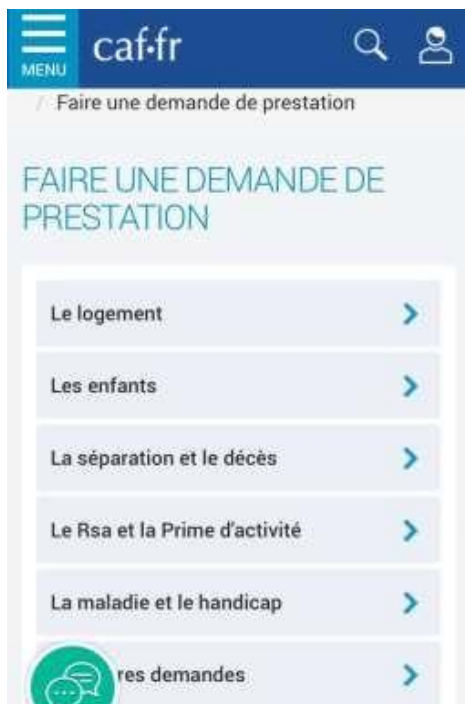 MENU
caf·fr
/ Faire une demande de prestation
FAIRE UNE DEMANDE DE
PRESTATION
Le logement
Les enfants
La séparation et le décès
Le Rsa et la Prime d'activité
La maladie et le handicap
res demandes